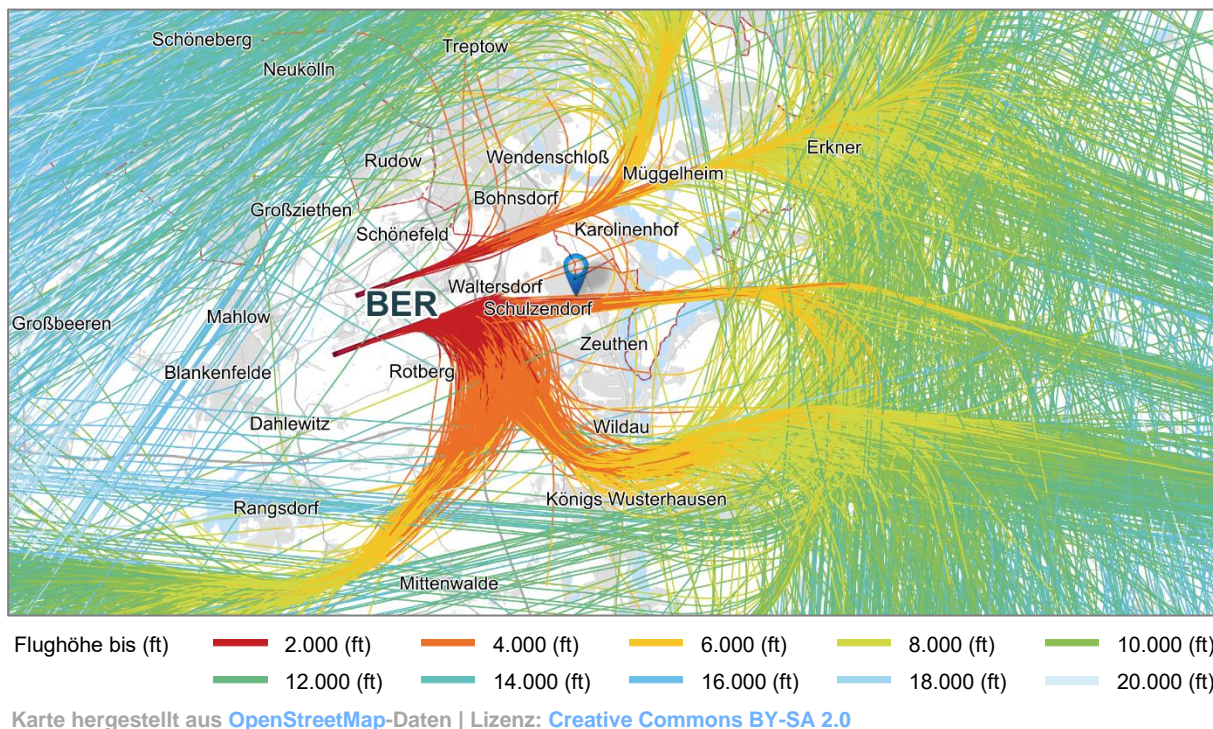 Schöneberg
Treptow
Neukölln
Erkner
Rudow
Wendenschloß
Müggelheim
Bohnsdorf
Großziethen
Schönefeld
Karolinenhof
Waltersdorf
BER
Schulzendorf
Großbeeren
Mahlow
Zeuthen
Blankenfelde
Rotberg
Dahlewitz
Wildau
Königs Wusterhausen
Rangsdorf
Mittenwalde
Flughöhe bis (ft) 2.000 (ft) 4.000 (ft) 6.000 (ft) 8.000 (ft) 10.000 (ft)
12.000 (ft) 14.000 (ft) 16.000 (ft) 18.000 (ft) 20.000 (ft)
Karte hergestellt aus OpenStreetMap-Daten | Lizenz: Creative Commons BY-SA 2.0